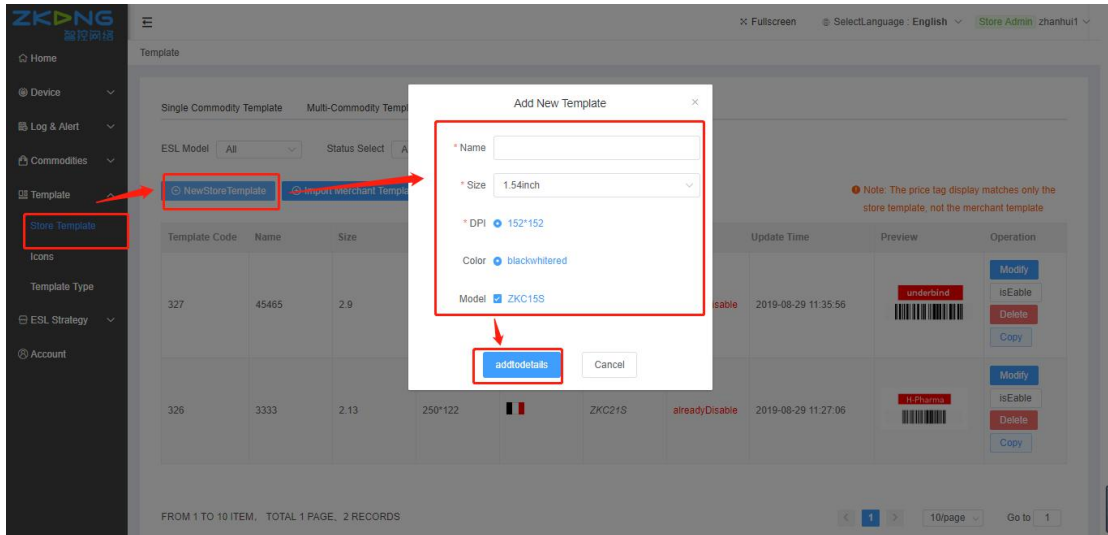 ZKDNG
智控网络
Fullscreen
SelectLanguage : English
Store Admin zhanhui1
Home
Device
Log & Alert
Commodities
Template
Store Template
Icons
Template Type
ESL Strategy
Account
Template
Single Commodity Template Multi-Commodity Templ
ESL Model All Status Select A
NewStoreTemplate Import Merchant Templa
Note: The price tag display matches only the
store template, not the merchant template
Template Code Name Size Update Time Preview Operation
327 45465 2.9 isable 2019-08-29 11:35:56 underbind
Modify
isEable
Delete
Copy
326 3333 2.13 250*122 ZKC21S alreadyDisable 2019-08-29 11:27:06 H-Pharma
Modify
isEable
Delete
Copy
FROM 1 TO 10 ITEM, TOTAL 1 PAGE、2 RECORDS
1 10/page Go to 1
Add New Template
* Name
* Size 1.54inch
* DPI 152*152
Color blackwhitered
Model ZKC15S
addtodetails Cancel